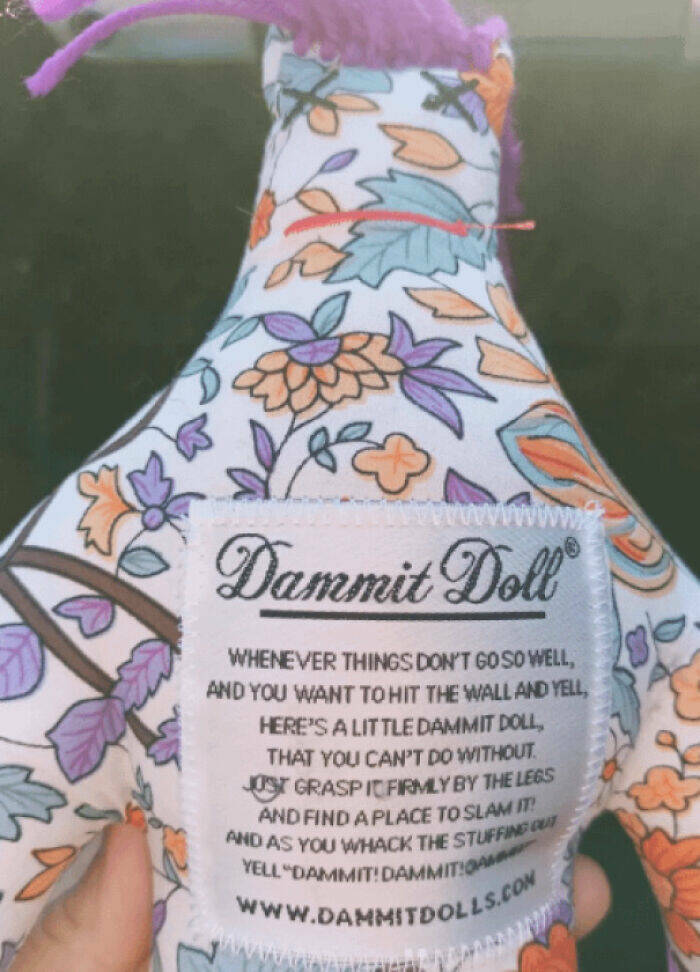 Dammit Doll®
WHENEVER THINGS DON'T GO SO WELL,
AND YOU WANT TO HIT THE WALL AND YELL,
HERE'S A LITTLE DAMMIT DOLL,
THAT YOU CAN'T DO WITHOUT.
JUST GRASP IT FIRMLY BY THE LEGS
AND FIND A PLACE TO SLAM IT!
AND AS YOU WHACK THE STUFFING OUT
YELL "DAMMIT! DAMMIT! DAMMIT!
WWW.DAMMITDOLLS.COM